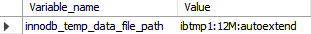 Variable_name Value
innodb_temp_data_file_path ibtmp1:12M:autoextend